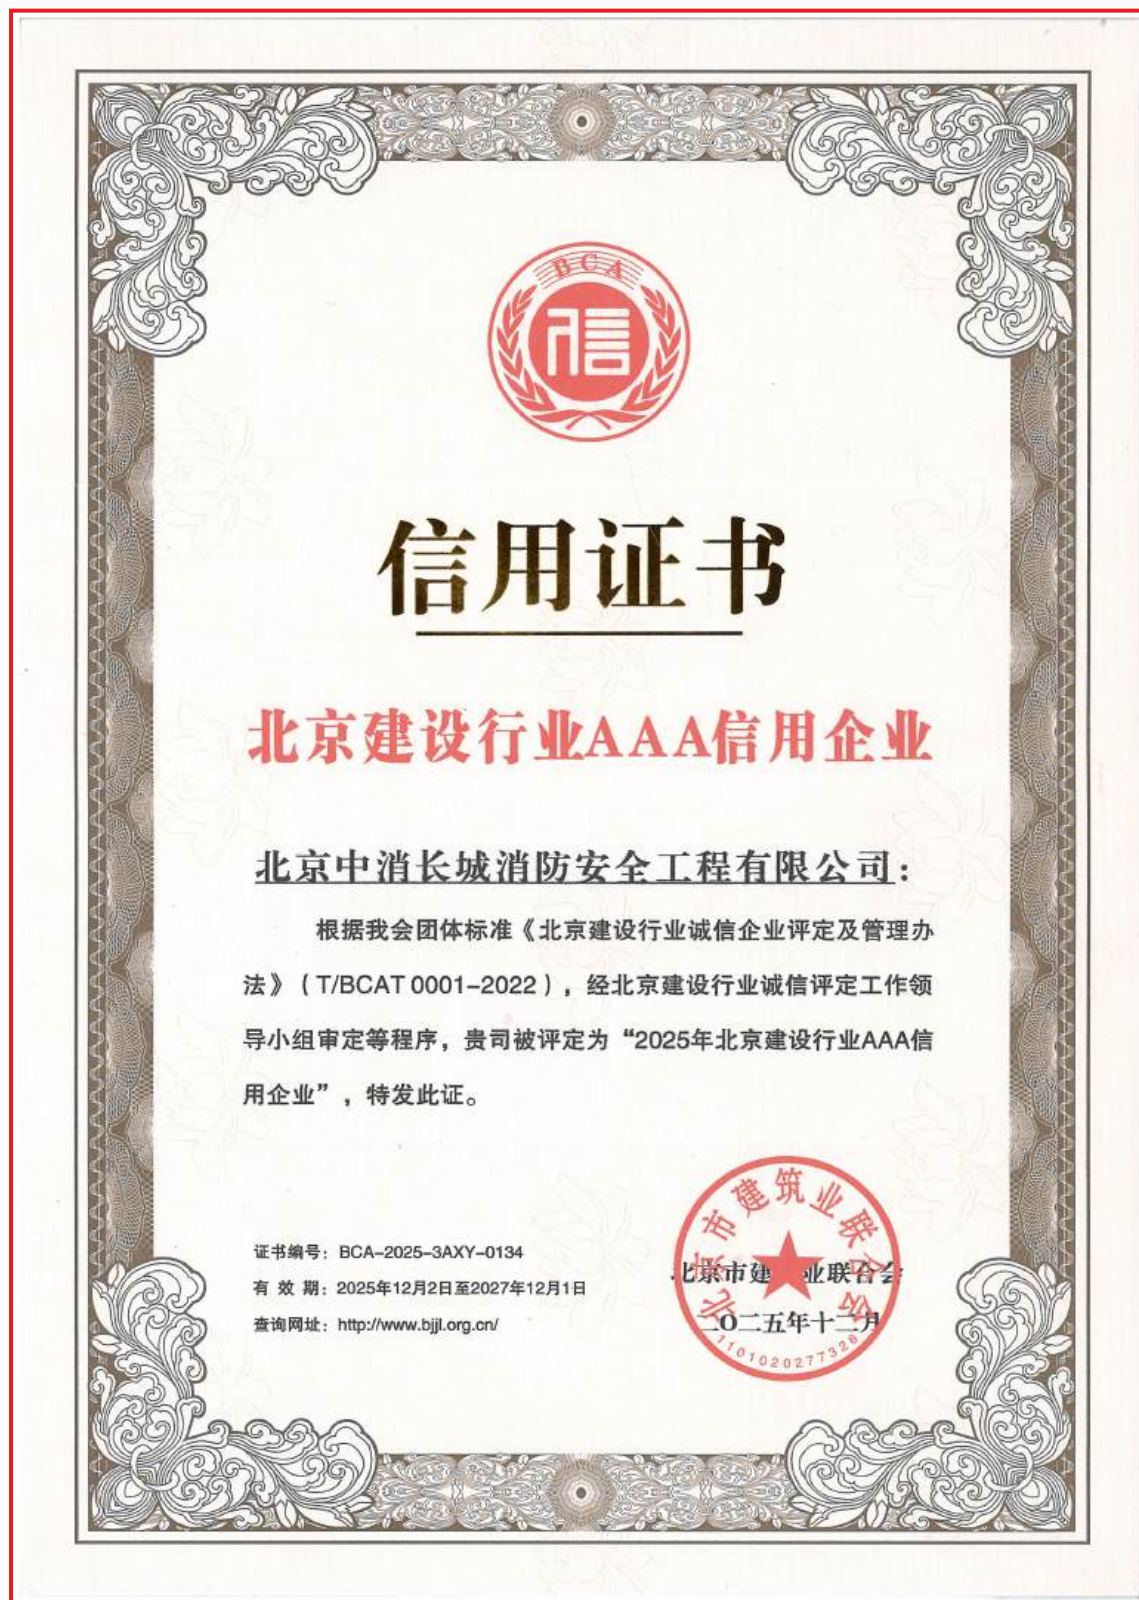 BCA
信
信用证书
北京建设行业AAA信用企业
北京中消长城消防安全工程有限公司：
根据我会团体标准《北京建设行业诚信企业评定及管理办
法》（T/BCAT 0001-2022），经北京建设行业诚信评定工作领
导小组审定等程序，贵司被评定为“2025年北京建设行业AAA信
用企业”，特发此证。
证书编号：BCA-2025-3AXY-0134
有 效 期：2025年12月2日至2027年12月1日
查询网址：http://www.bjjl.org.cn/
北京市建筑业联合会
二〇二五年十二月
北京市建筑业联合会
1101020277326